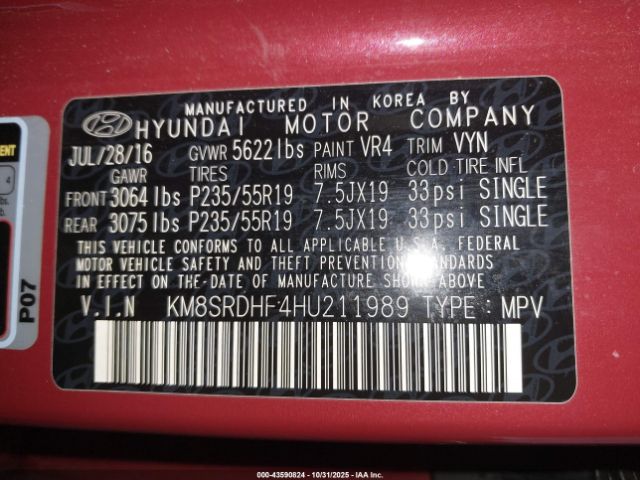 MANUFACTURED IN KOREA BY
HYUNDAI MOTOR COMPANY
JUL/28/16 GVWR 5622 lbs PAINT VR4 TRIM VYN
GAWR TIRES RIMS COLD TIRE INFL
FRONT 3064 lbs P235/55R19 7.5JX19 33psi SINGLE
REAR 3075 lbs P235/55R19 7.5JX19 33psi SINGLE
THIS VEHICLE CONFORMS TO ALL APPLICABLE U.S.A. FEDERAL
MOTOR VEHICLE SAFETY AND THEFT PREVENTION STANDARDS
IN EFFECT ON THE-DATE OF MANUFACTURE SHOWN ABOVE.
V.I.N KM8SRDHF4HU211989 TYPE : MPV
P07
4
000-43590824 - 10/31/2025 - IAA Inc.